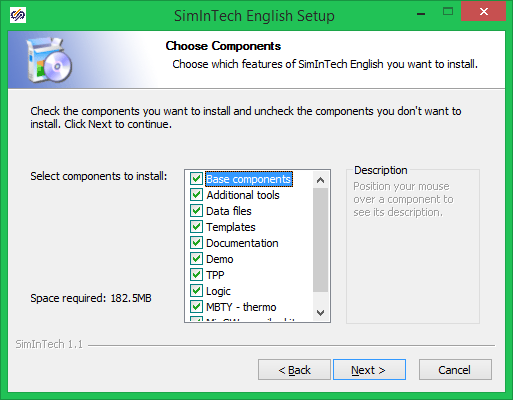 SimInTech English Setup
Choose Components
Choose which features of SimInTech English you want to install.
Check the components you want to install and uncheck the components you don't want to
install. Click Next to continue.
Select components to install:
Base components
Additional tools
Data files
Templates
Documentation
Demo
TPP
Logic
MBTY - thermo
Description
Position your mouse
over a component to
see its description.
Space required: 182.5MB
SimInTech 1.1
< Back
Next >
Cancel